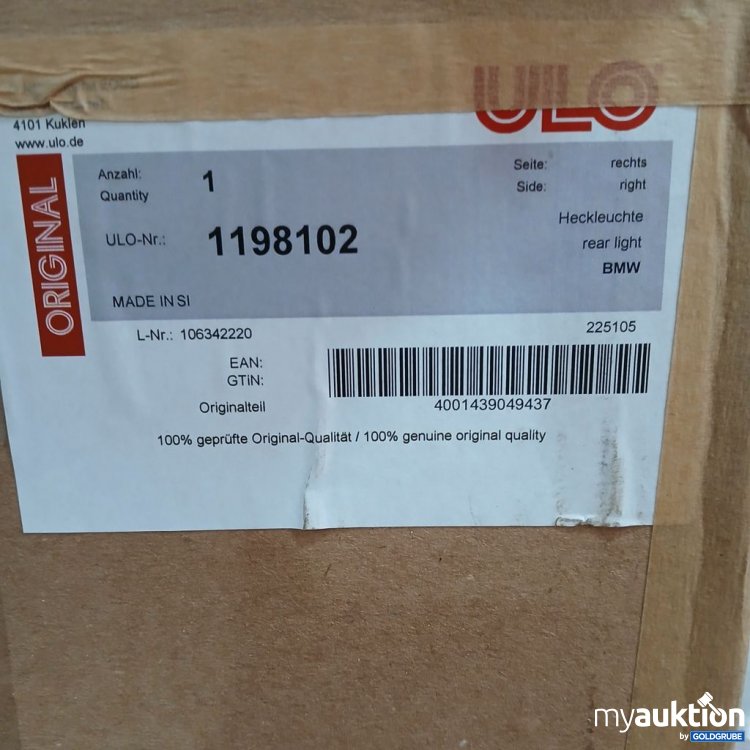 ULO
4101 Kuklen
www.ulo.de
ORIGINAL
Anzahl: 1 Seite: rechts
Quantity Side: right
Heckleuchte
ULO-Nr.: 1198102 rear light
BMW
MADE IN SI
L-Nr.: 106342220 225105
EAN:
GTIN:
4001439049437
Originalteil
100% geprüfte Original-Qualität / 100% genuine original quality
myauktion
by GOLDGRUBE